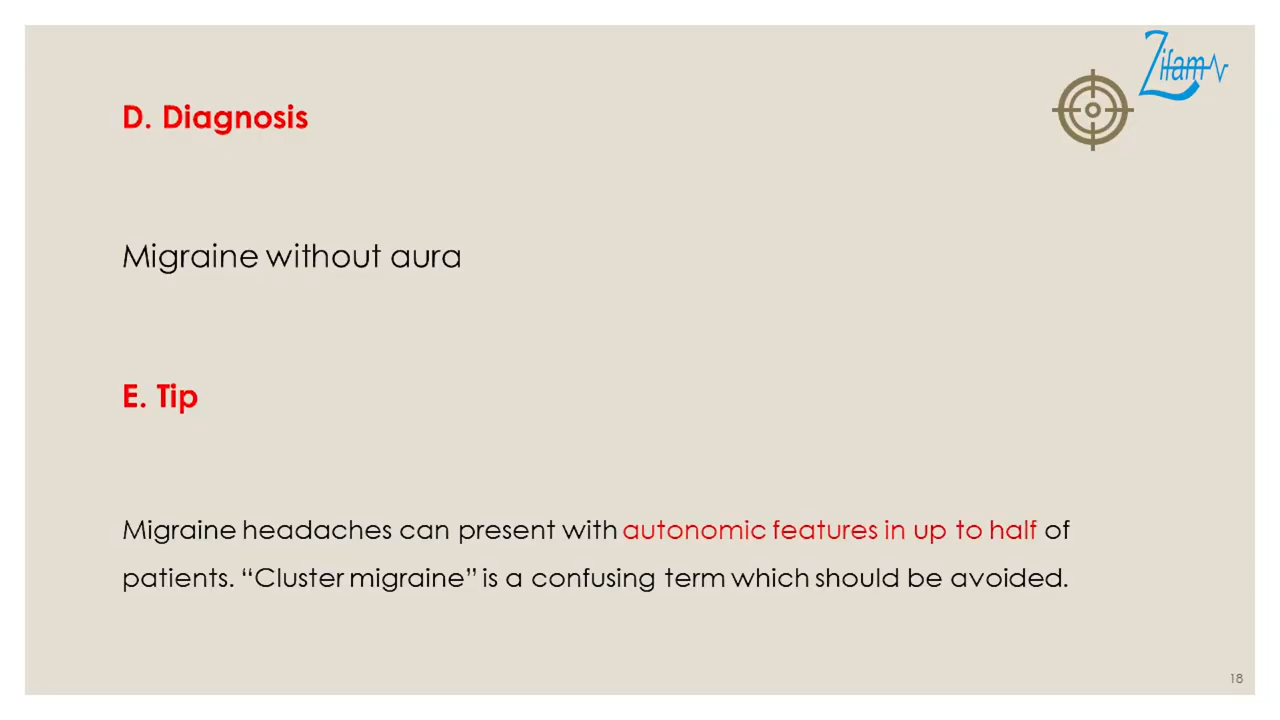 Zifam
D. Diagnosis
Migraine without aura
E. Tip
Migraine headaches can present with autonomic features in up to half of
patients. “Cluster migraine” is a confusing term which should be avoided.
18